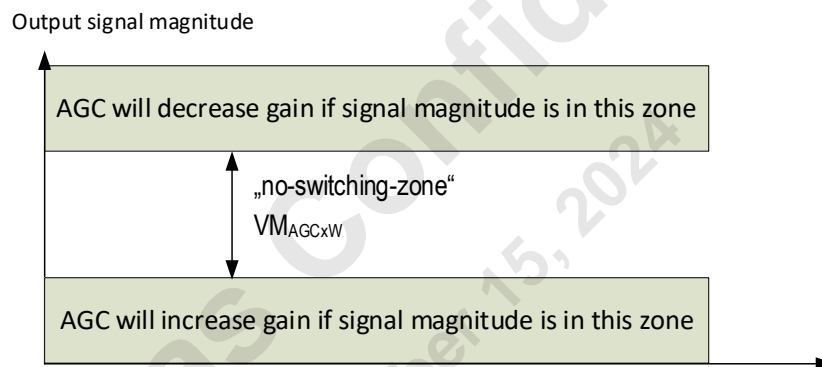 Output signal magnitude
AGC will decrease gain if signal magnitude is in this zone
„no-switching-zone“
VMAGCxW
AGC will increase gain if signal magnitude is in this zone